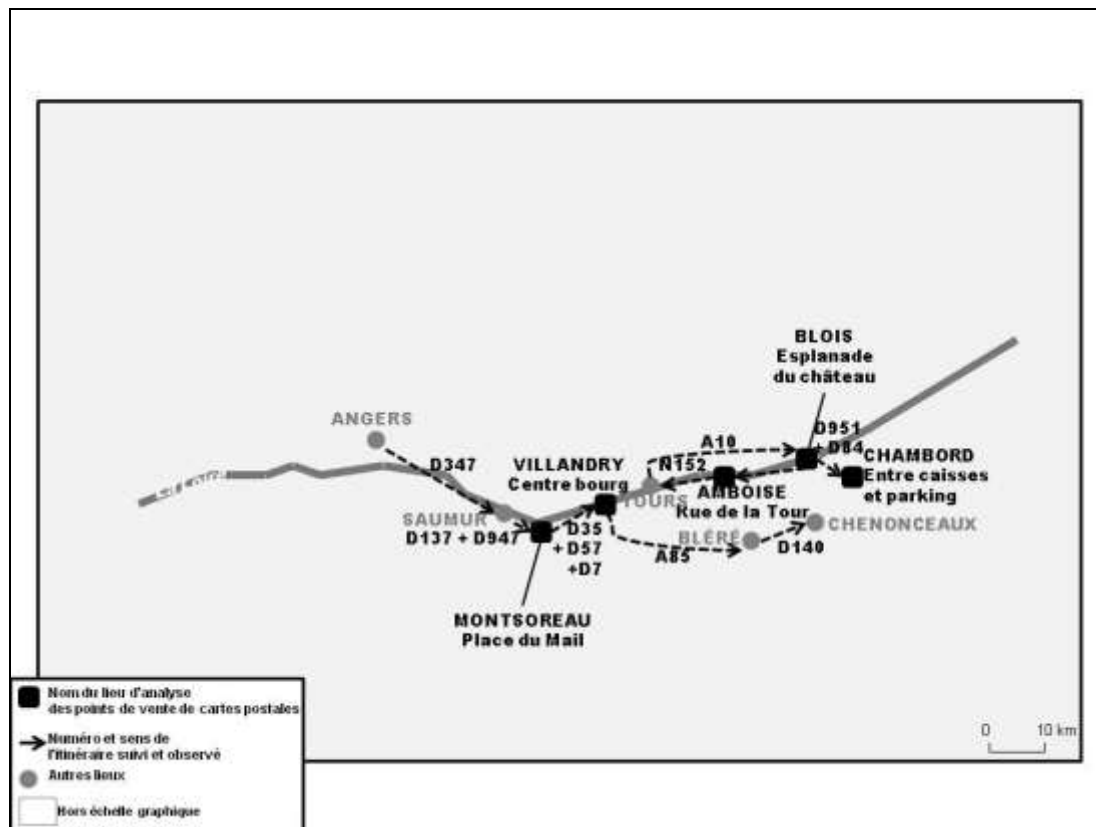 BLOIS
Esplanade
du château
ANGERS
D951
+ D84
A10
D347
VILLANDRY
Centre bourg
N152
CHAMBORD
Entre caisses
et parking
AMBOISE
Rue de la Tour
TOURS
SAUMUR
D137 + D947
D35
+ D57
+D7
BLÉRÉ
CHENONCEAUX
A85
D140
MONTSOREAU
Place du Mail
Nom du lieu d'analyse
des points de vente de cartes postales
Numéro et sens de
l'itinéraire suivi et observé
Autres lieux
Hors échelle graphique
0 10 km